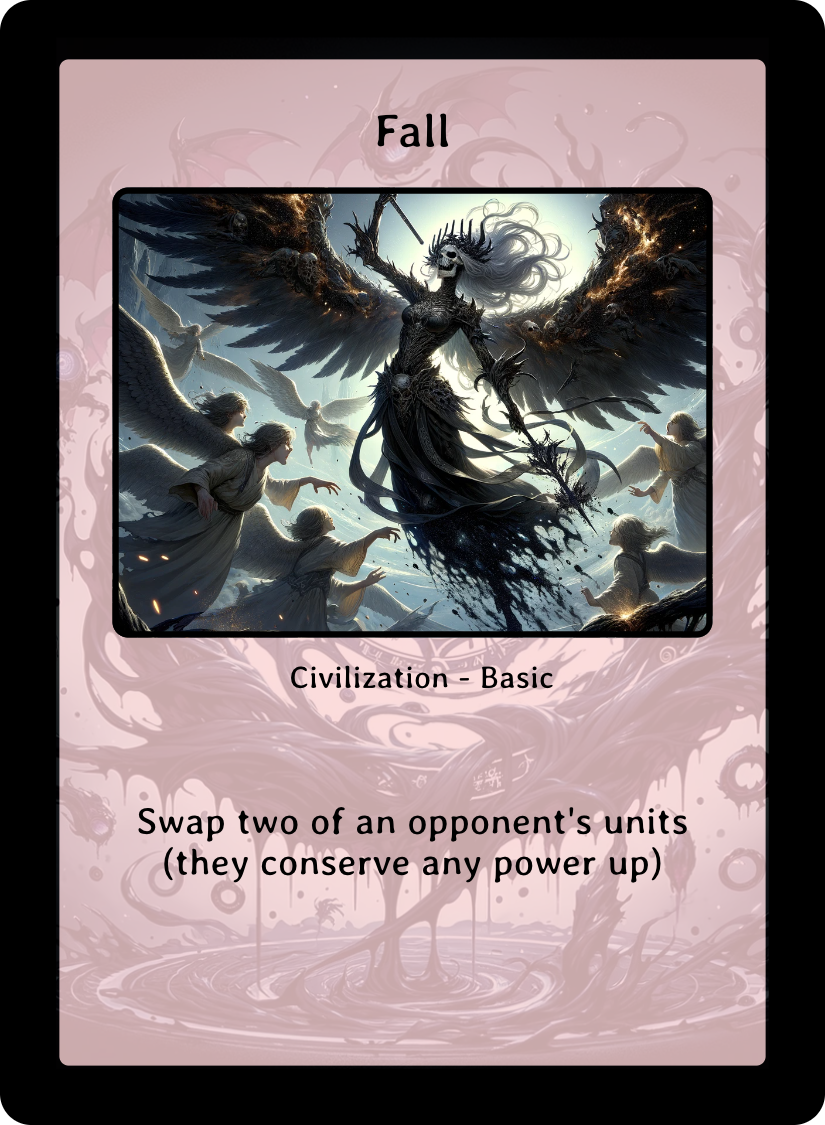 Fall
Civilization - Basic
Swap two of an opponent's units
(they conserve any power up)